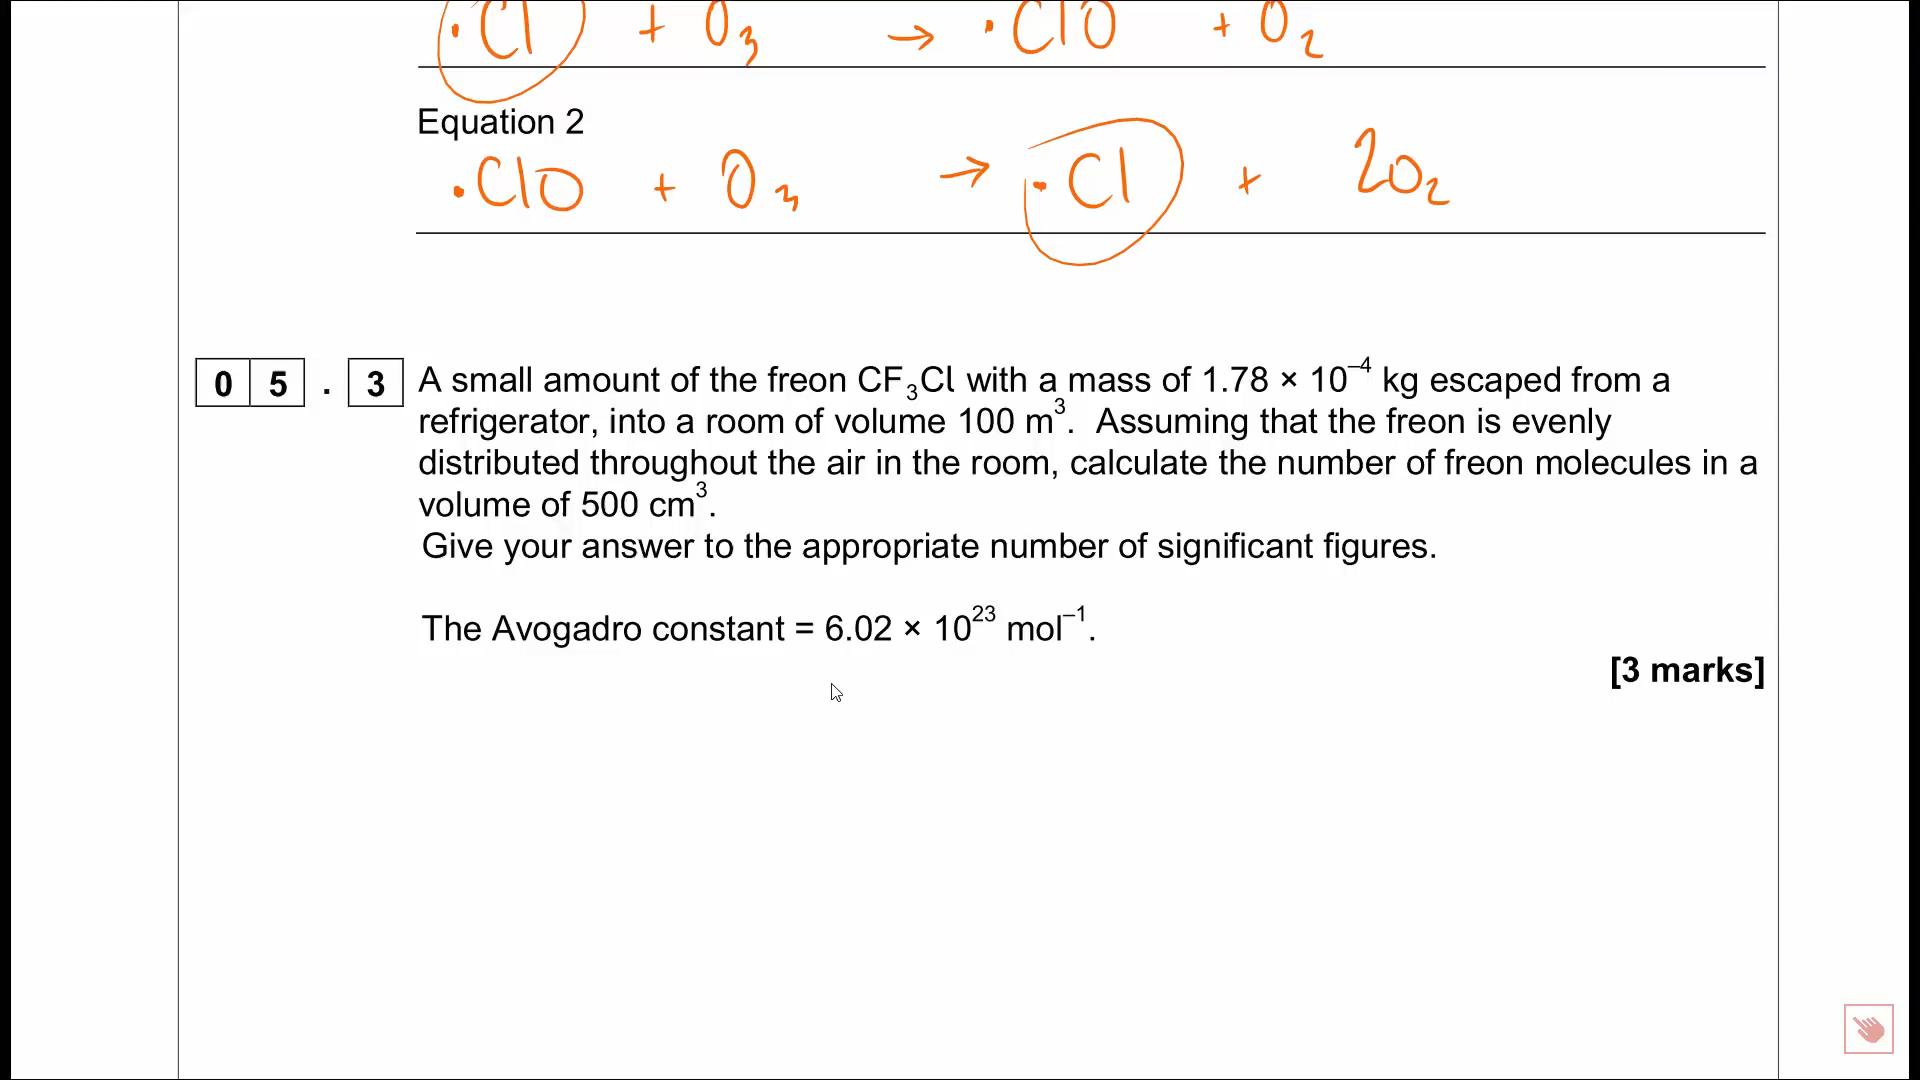 ·Cl + O₃ → ·ClO + O₂
Equation 2
·ClO + O₃ → ·Cl + 2O₂
0 5 . 3 A small amount of the freon CF₃Cl with a mass of 1.78 × 10⁻⁴ kg escaped from a
refrigerator, into a room of volume 100 m³. Assuming that the freon is evenly
distributed throughout the air in the room, calculate the number of freon molecules in a
volume of 500 cm³.
Give your answer to the appropriate number of significant figures.
The Avogadro constant = 6.02 × 10²³ mol⁻¹.
[3 marks]